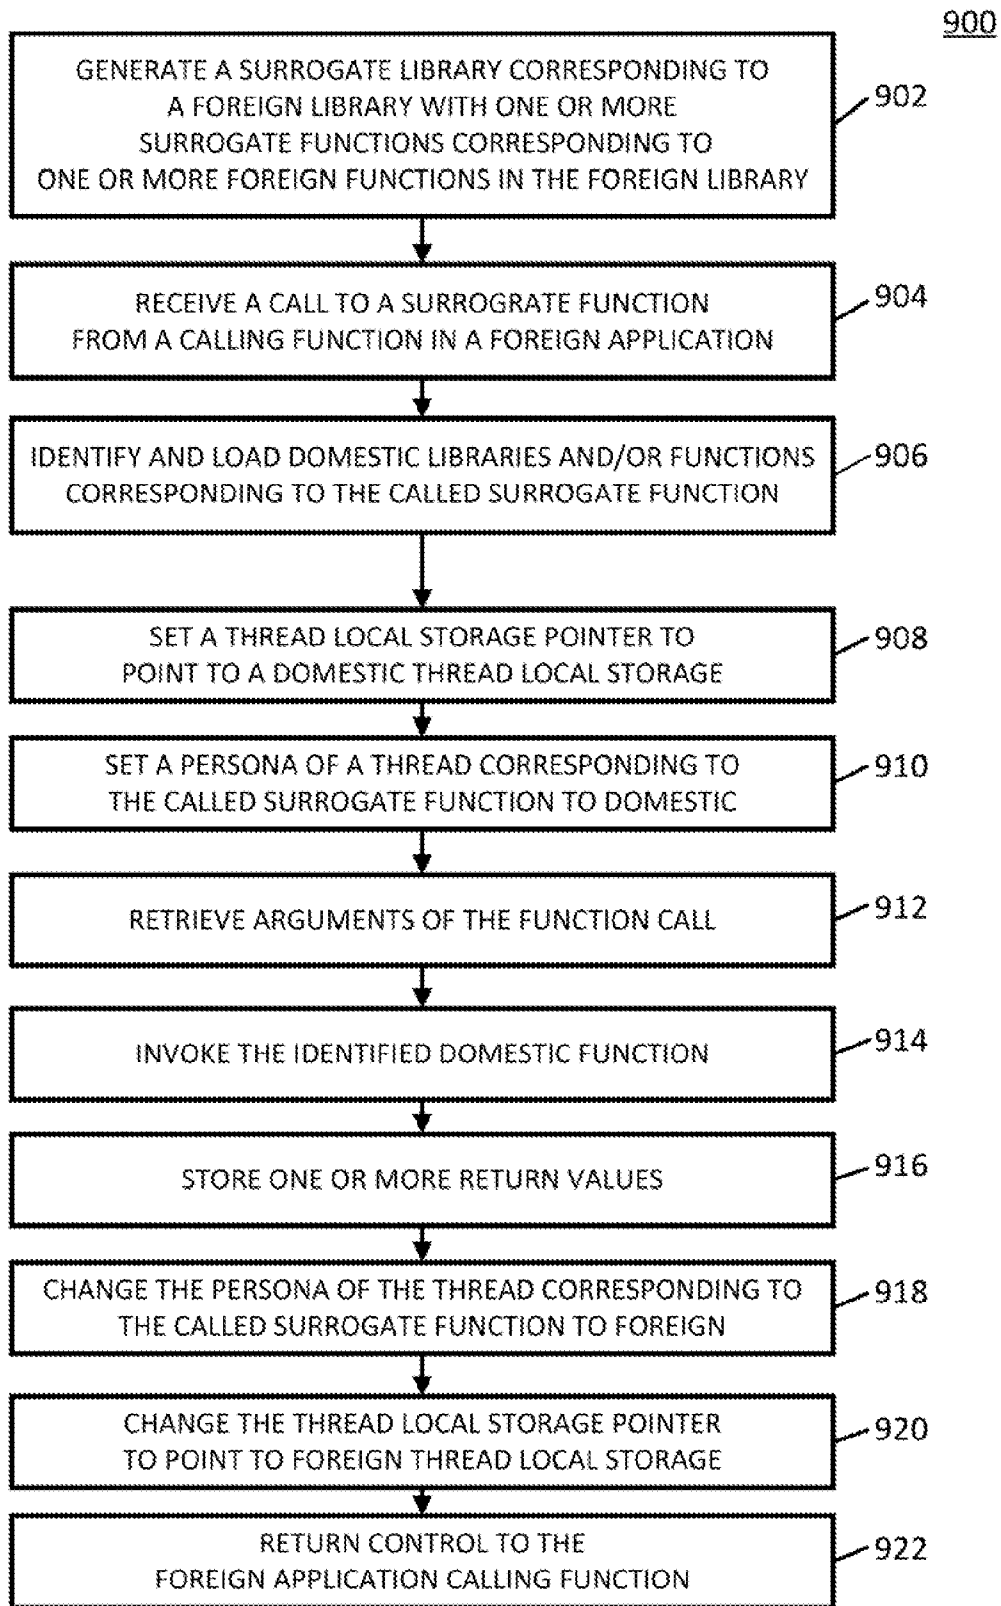 900
GENERATE A SURROGATE LIBRARY CORRESPONDING TO
A FOREIGN LIBRARY WITH ONE OR MORE
SURROGATE FUNCTIONS CORRESPONDING TO
ONE OR MORE FOREIGN FUNCTIONS IN THE FOREIGN LIBRARY
902
RECEIVE A CALL TO A SURROGRATE FUNCTION
FROM A CALLING FUNCTION IN A FOREIGN APPLICATION
904
IDENTIFY AND LOAD DOMESTIC LIBRARIES AND/OR FUNCTIONS
CORRESPONDING TO THE CALLED SURROGATE FUNCTION
906
SET A THREAD LOCAL STORAGE POINTER TO
POINT TO A DOMESTIC THREAD LOCAL STORAGE
908
SET A PERSONA OF A THREAD CORRESPONDING TO
THE CALLED SURROGATE FUNCTION TO DOMESTIC
910
RETRIEVE ARGUMENTS OF THE FUNCTION CALL
912
INVOKE THE IDENTIFIED DOMESTIC FUNCTION
914
STORE ONE OR MORE RETURN VALUES
916
CHANGE THE PERSONA OF THE THREAD CORRESPONDING TO
THE CALLED SURROGATE FUNCTION TO FOREIGN
918
CHANGE THE THREAD LOCAL STORAGE POINTER
TO POINT TO FOREIGN THREAD LOCAL STORAGE
920
RETURN CONTROL TO THE
FOREIGN APPLICATION CALLING FUNCTION
922